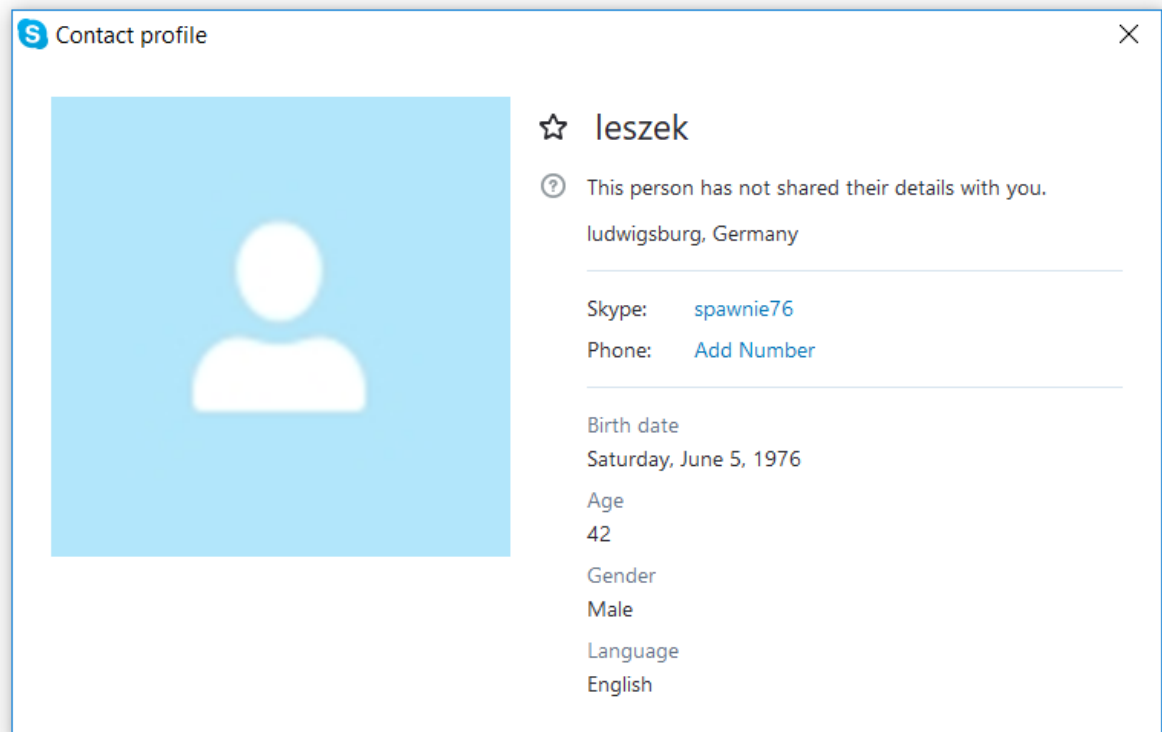 Contact profile
leszek
This person has not shared their details with you.
ludwigsburg, Germany
Skype: spawnie76
Phone: Add Number
Birth date
Saturday, June 5, 1976
Age
42
Gender
Male
Language
English